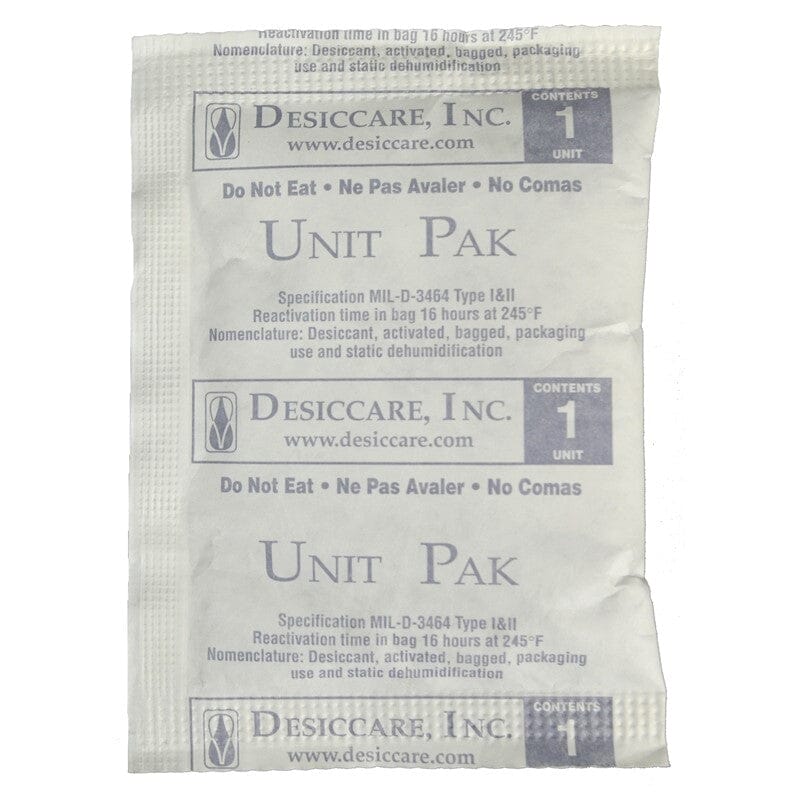 Reactivation time in bag 16 hours at 245°F
Nomenclature: Desiccant, activated, bagged, packaging
use and static dehumidification
DESICCARE, INC.
www.desiccare.com
CONTENTS
1
UNIT
Do Not Eat • Ne Pas Avaler • No Comas
UNIT PAK
Specification MIL-D-3464 Type I&II
Reactivation time in bag 16 hours at 245°F
Nomenclature: Desiccant, activated, bagged, packaging
use and static dehumidification
DESICCARE, INC.
www.desiccare.com
CONTENTS
1
UNIT
Do Not Eat • Ne Pas Avaler • No Comas
UNIT PAK
Specification MIL-D-3464 Type I&II
Reactivation time in bag 16 hours at 245°F
Nomenclature: Desiccant, activated, bagged, packaging
use and static dehumidification
DESICCARE, INC.
www.desiccare.com
CONTENTS
1